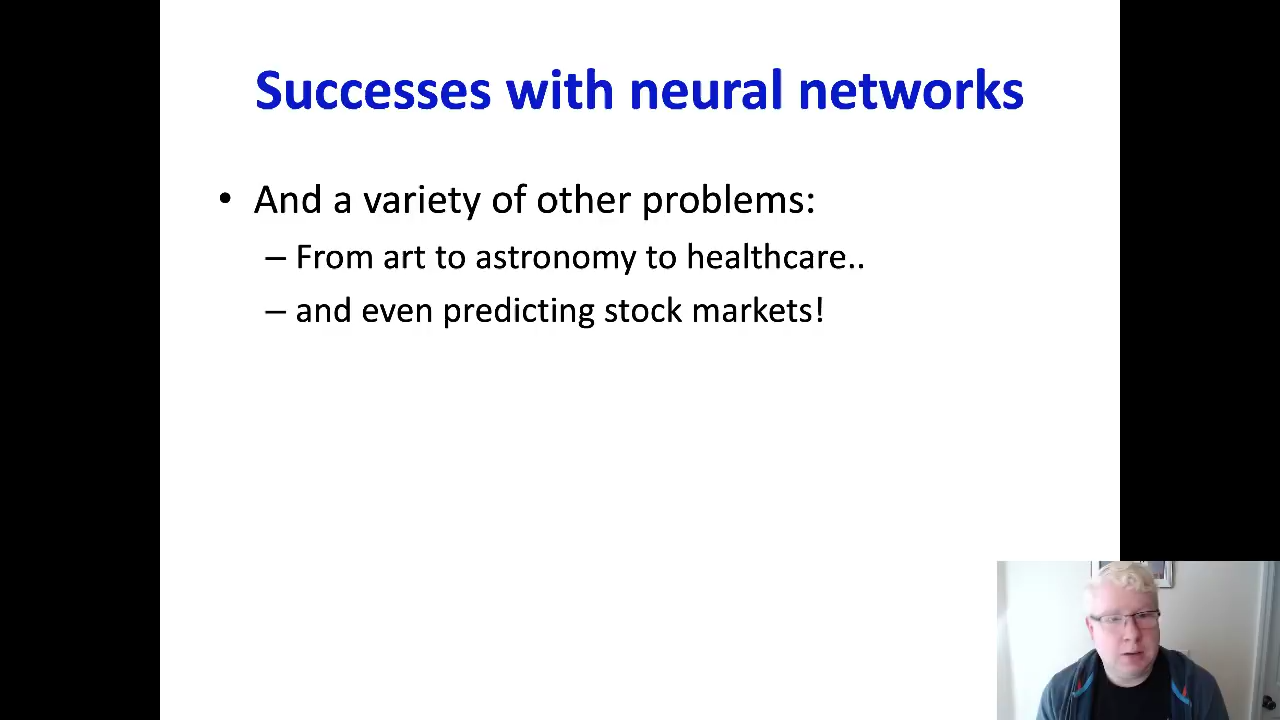 Successes with neural networks
• And a variety of other problems:
– From art to astronomy to healthcare..
– and even predicting stock markets!